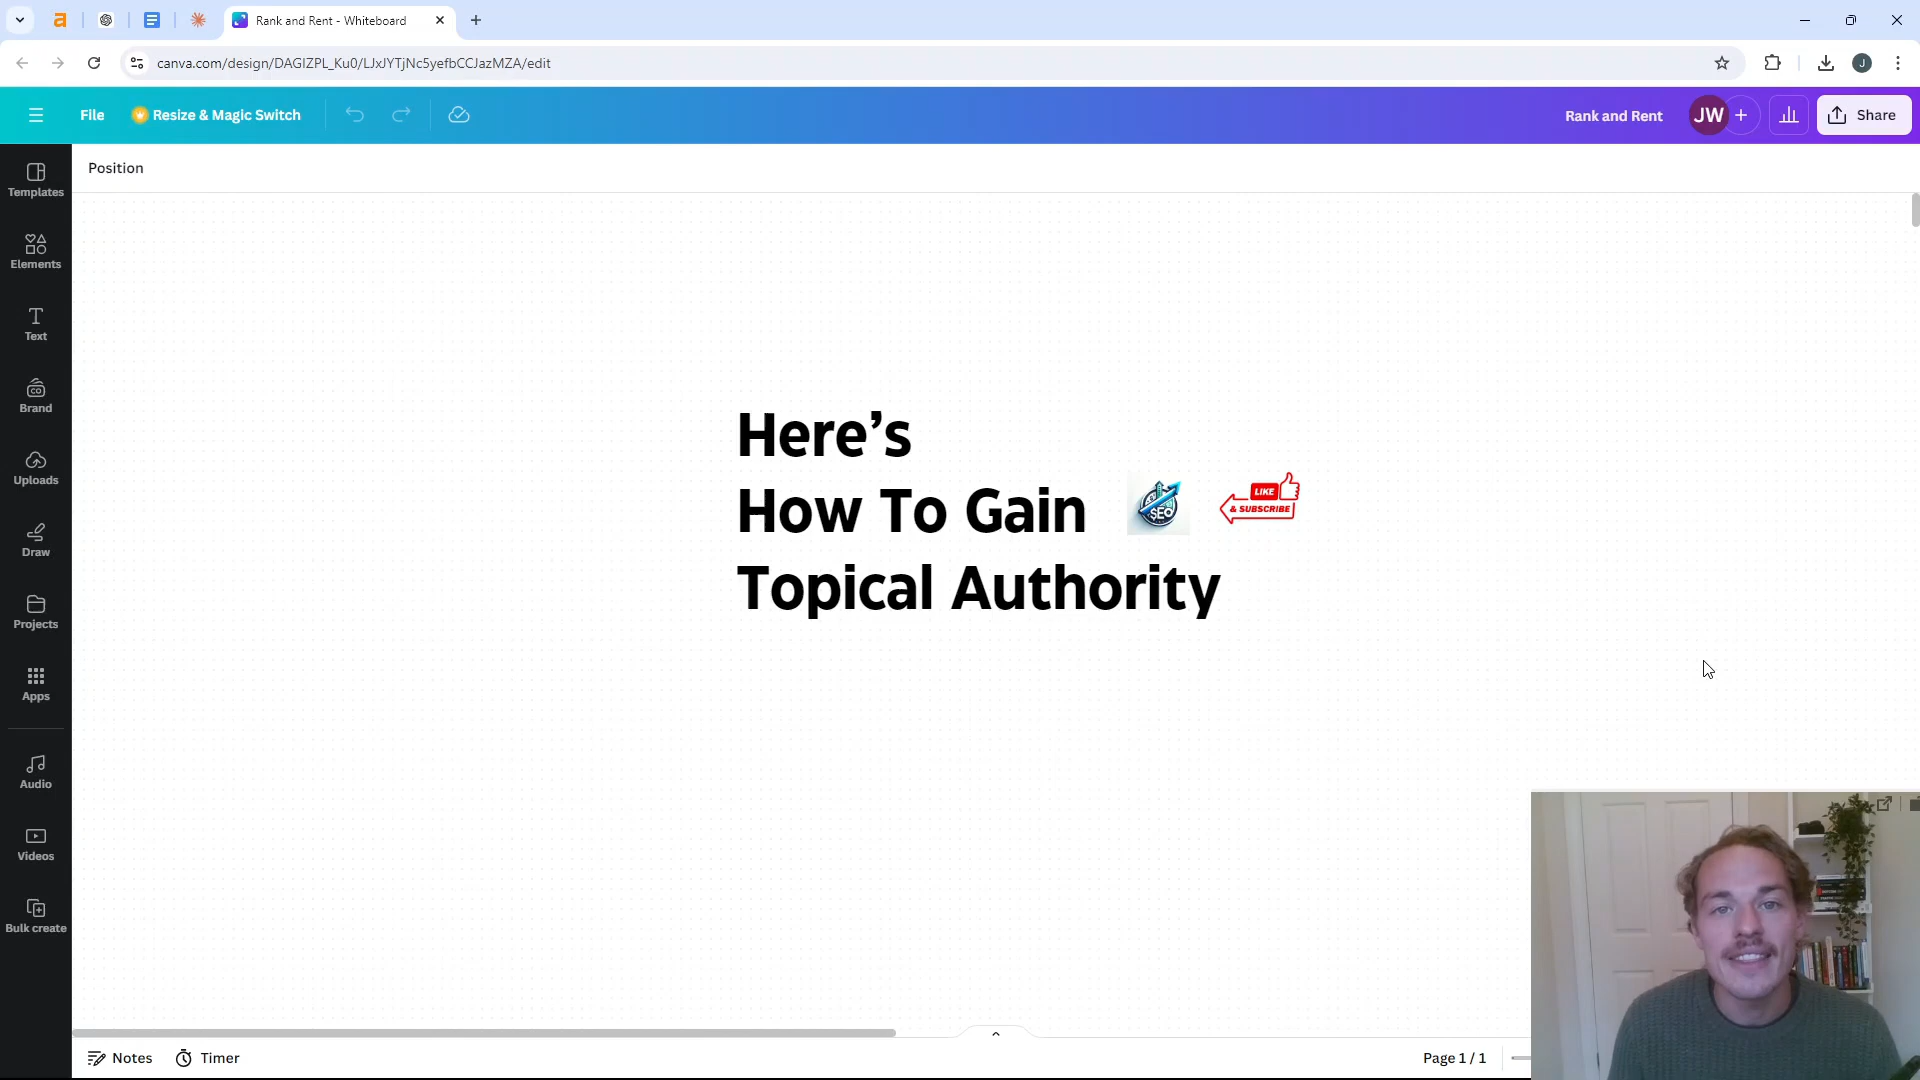 Rank and Rent - Whiteboard
canva.com/design/DAGIZPL_Ku0/LJxJYTjNc5yefbCCJazMZA/edit
J
File
Resize & Magic Switch
Rank and Rent
JW
Share
Position
Templates
Elements
Text
Brand
Uploads
Draw
Projects
Apps
Audio
Videos
Bulk create
Here’s
How To Gain
Topical Authority
SEO
LIKE
& SUBSCRIBE
Notes
Timer
Page 1 / 1